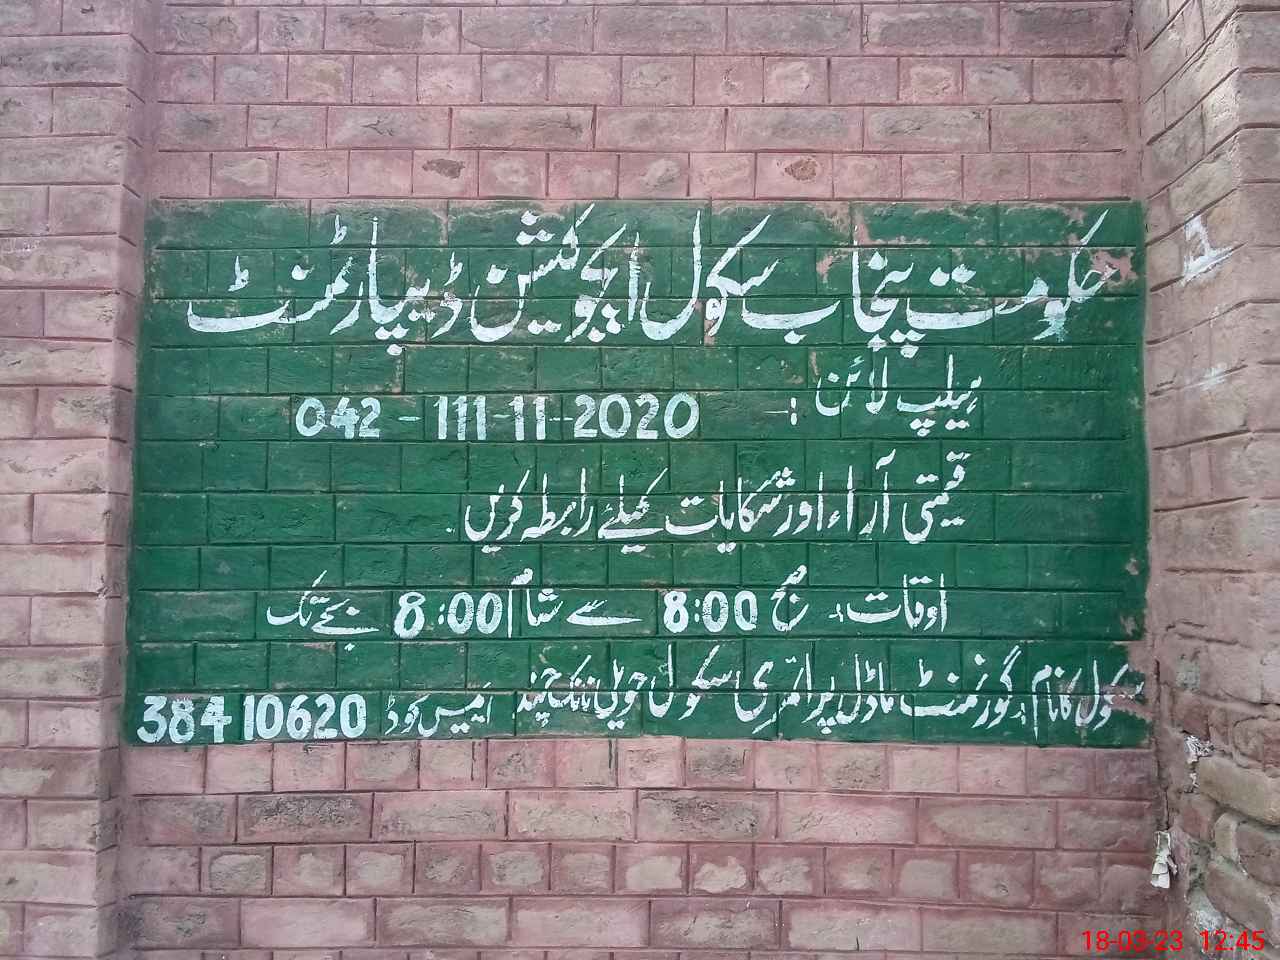 حکومت پنجاب سکول ایجوکیشن ڈیپارٹمنٹ
ہیلپ لائن :- 042 - 111-11-2020
قیمتی آراء اور شکایات کیلئے رابطہ کریں
اوقات: صبح 8:00 سے شام 8:00 بجے تک
سکول کا نام: گورنمنٹ ماڈل پرائمری سکول حویلی نانک چند ایمیس کوڈ 38410620
18-03-23 12:45